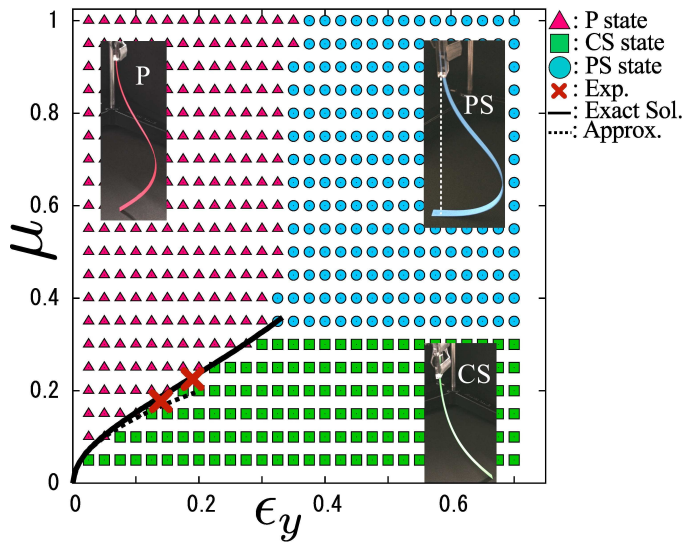 1
0.8
0.6
0.4
0.2
0
μ
0
0.2
0.4
0.6
ϵy
P
PS
CS
: P state
: CS state
: PS state
: Exp.
: Exact Sol.
: Approx.